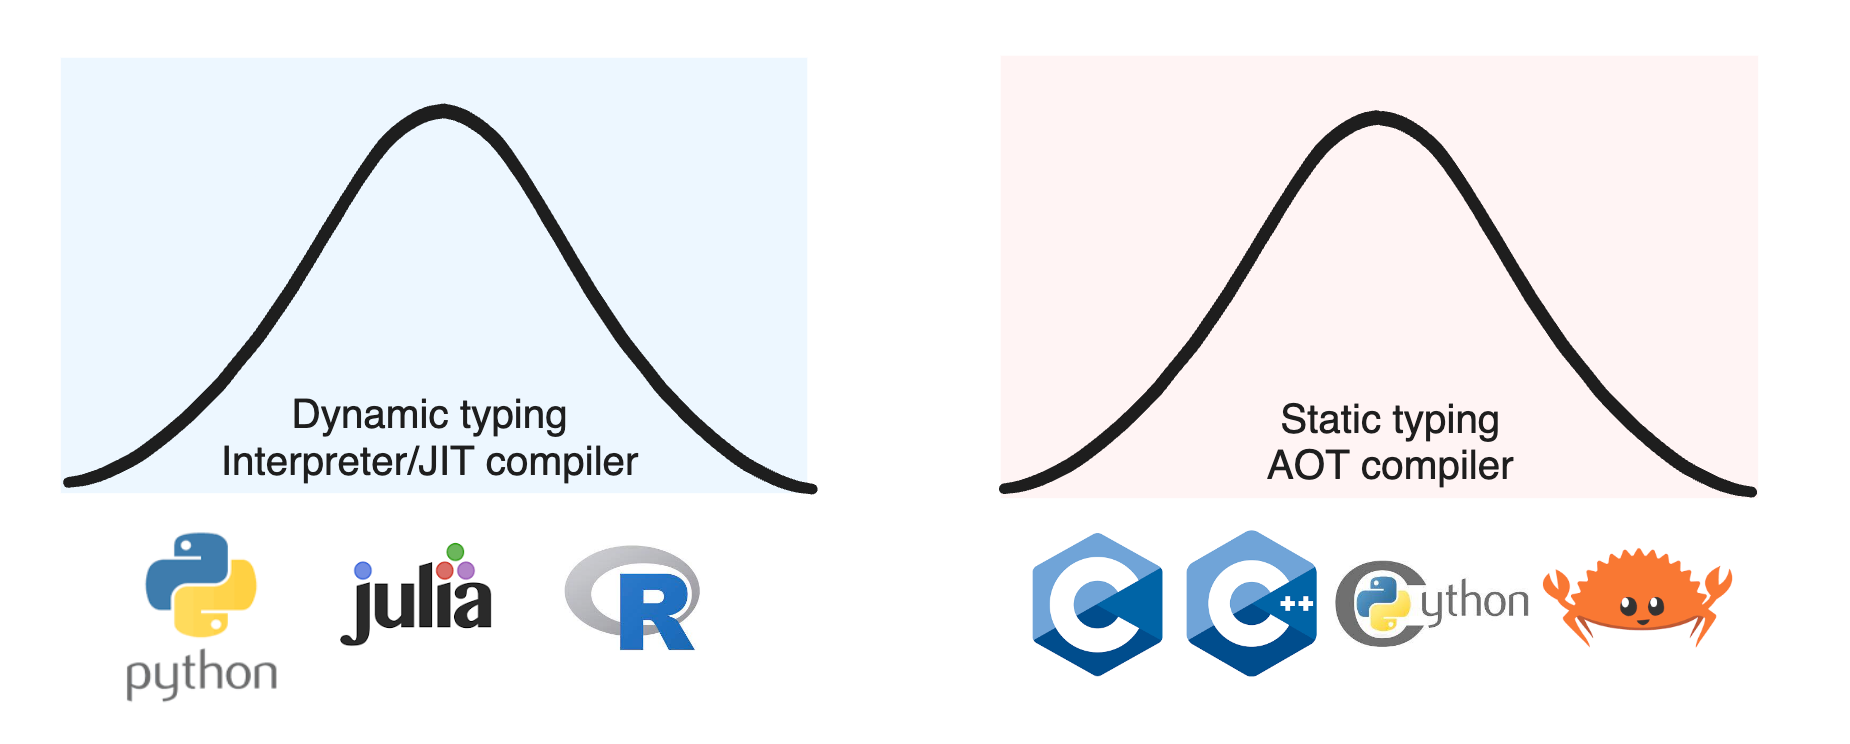 Dynamic typing
Interpreter/JIT compiler
Static typing
AOT compiler
python
julia
R
C
C++
Cython